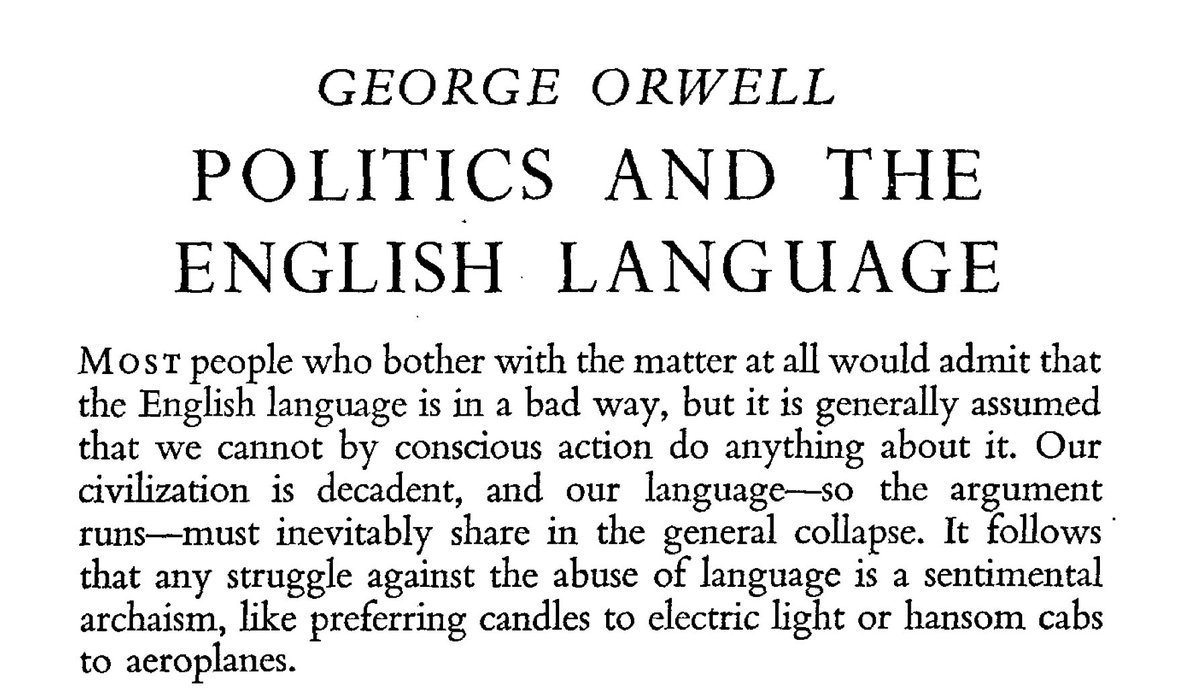 GEORGE ORWELL
POLITICS AND THE
ENGLISH LANGUAGE
MOST people who bother with the matter at all would admit that
the English language is in a bad way, but it is generally assumed
that we cannot by conscious action do anything about it. Our
civilization is decadent, and our language—so the argument
runs—must inevitably share in the general collapse. It follows
that any struggle against the abuse of language is a sentimental
archaism, like preferring candles to electric light or hansom cabs
to aeroplanes.